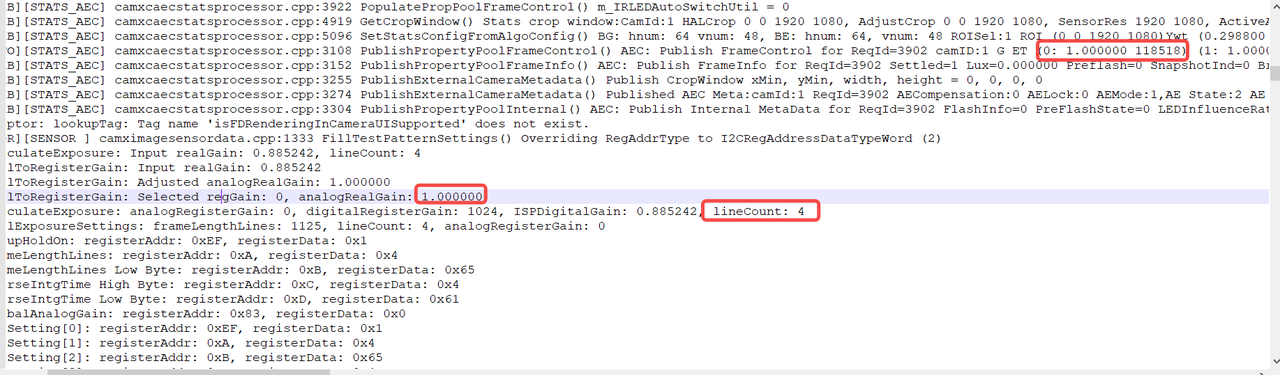 B][STATS_AEC] camxcaecstatsprocessor.cpp:3922 PopulatePropPoolFrameControl() m_IRLEDAutoSwitchUtil = 0
B][STATS_AEC] camxcaecstatsprocessor.cpp:4919 GetCropWindow() Stats crop window:CamId:1 HALCrop 0 0 1920 1080, AdjustCrop 0 0 1920 1080, SensorRes 1920 1080, ActiveA
B][STATS_AEC] camxcaecstatsprocessor.cpp:5096 SetStatsConfigFromAlgoConfig() BG: hnum: 64 vnum: 48, BE: hnum: 64, vnum: 48 ROISel:1 ROI (0 0 1920 1080)Ywt (0.298800
B][STATS_AEC] camxcaecstatsprocessor.cpp:3108 PublishPropertyPoolFrameControl() AEC: Publish FrameControl for ReqId=3902 camID:1 G ET (0: 1.000000 118518) (1: 1.0000
B][STATS_AEC] camxcaecstatsprocessor.cpp:3152 PublishPropertyPoolFrameInfo() AEC: Publish FrameInfo for ReqId=3902 Settled=1 Lux=0.000000 Preflash=0 SnapshotInd=0 Br
B][STATS_AEC] camxcaecstatsprocessor.cpp:3255 PublishExternalCameraMetadata() Publish CropWindow xMin, yMin, width, height = 0, 0, 0, 0
B][STATS_AEC] camxcaecstatsprocessor.cpp:3274 PublishExternalCameraMetadata() Published AEC Meta:camId:1 ReqId=3902 AECompensation:0 AELock:0 AEMode:1,AE State:2 AE
B][STATS_AEC] camxcaecstatsprocessor.cpp:3304 PublishPropertyPoolInternal() AEC: Publish Internal MetaData for ReqId=3902 FlashInfo=0 PreFlashState=0 LEDInfluenceRat
ptor: lookupTag: Tag name 'isFDRenderingInCameraUISupported' does not exist.
R][SENSOR ] camximagesensordata.cpp:1333 FillTestPatternSettings() Overriding RegAddrType to I2CRegAddressDataTypeWord (2)
culateExposure: Input realGain: 0.885242, lineCount: 4
lToRegisterGain: Input realGain: 0.885242
lToRegisterGain: Adjusted analogRealGain: 1.000000
lToRegisterGain: Selected regGain: 0, analogRealGain: 1.000000
culateExposure: analogRegisterGain: 0, digitalRegisterGain: 1024, ISPDigitalGain: 0.885242, lineCount: 4
lExposureSettings: frameLengthLines: 1125, lineCount: 4, analogRegisterGain: 0
upHoldOn: registerAddr: 0xEF, registerData: 0x1
meLengthLines: registerAddr: 0xA, registerData: 0x4
meLengthLines Low Byte: registerAddr: 0xB, registerData: 0x65
rseIntgTime High Byte: registerAddr: 0xC, registerData: 0x4
rseIntgTime Low Byte: registerAddr: 0xD, registerData: 0x61
balAnalogGain: registerAddr: 0x83, registerData: 0x0
Setting[0]: registerAddr: 0xEF, registerData: 0x1
Setting[1]: registerAddr: 0xA, registerData: 0x4
Setting[2]: registerAddr: 0xB, registerData: 0x65